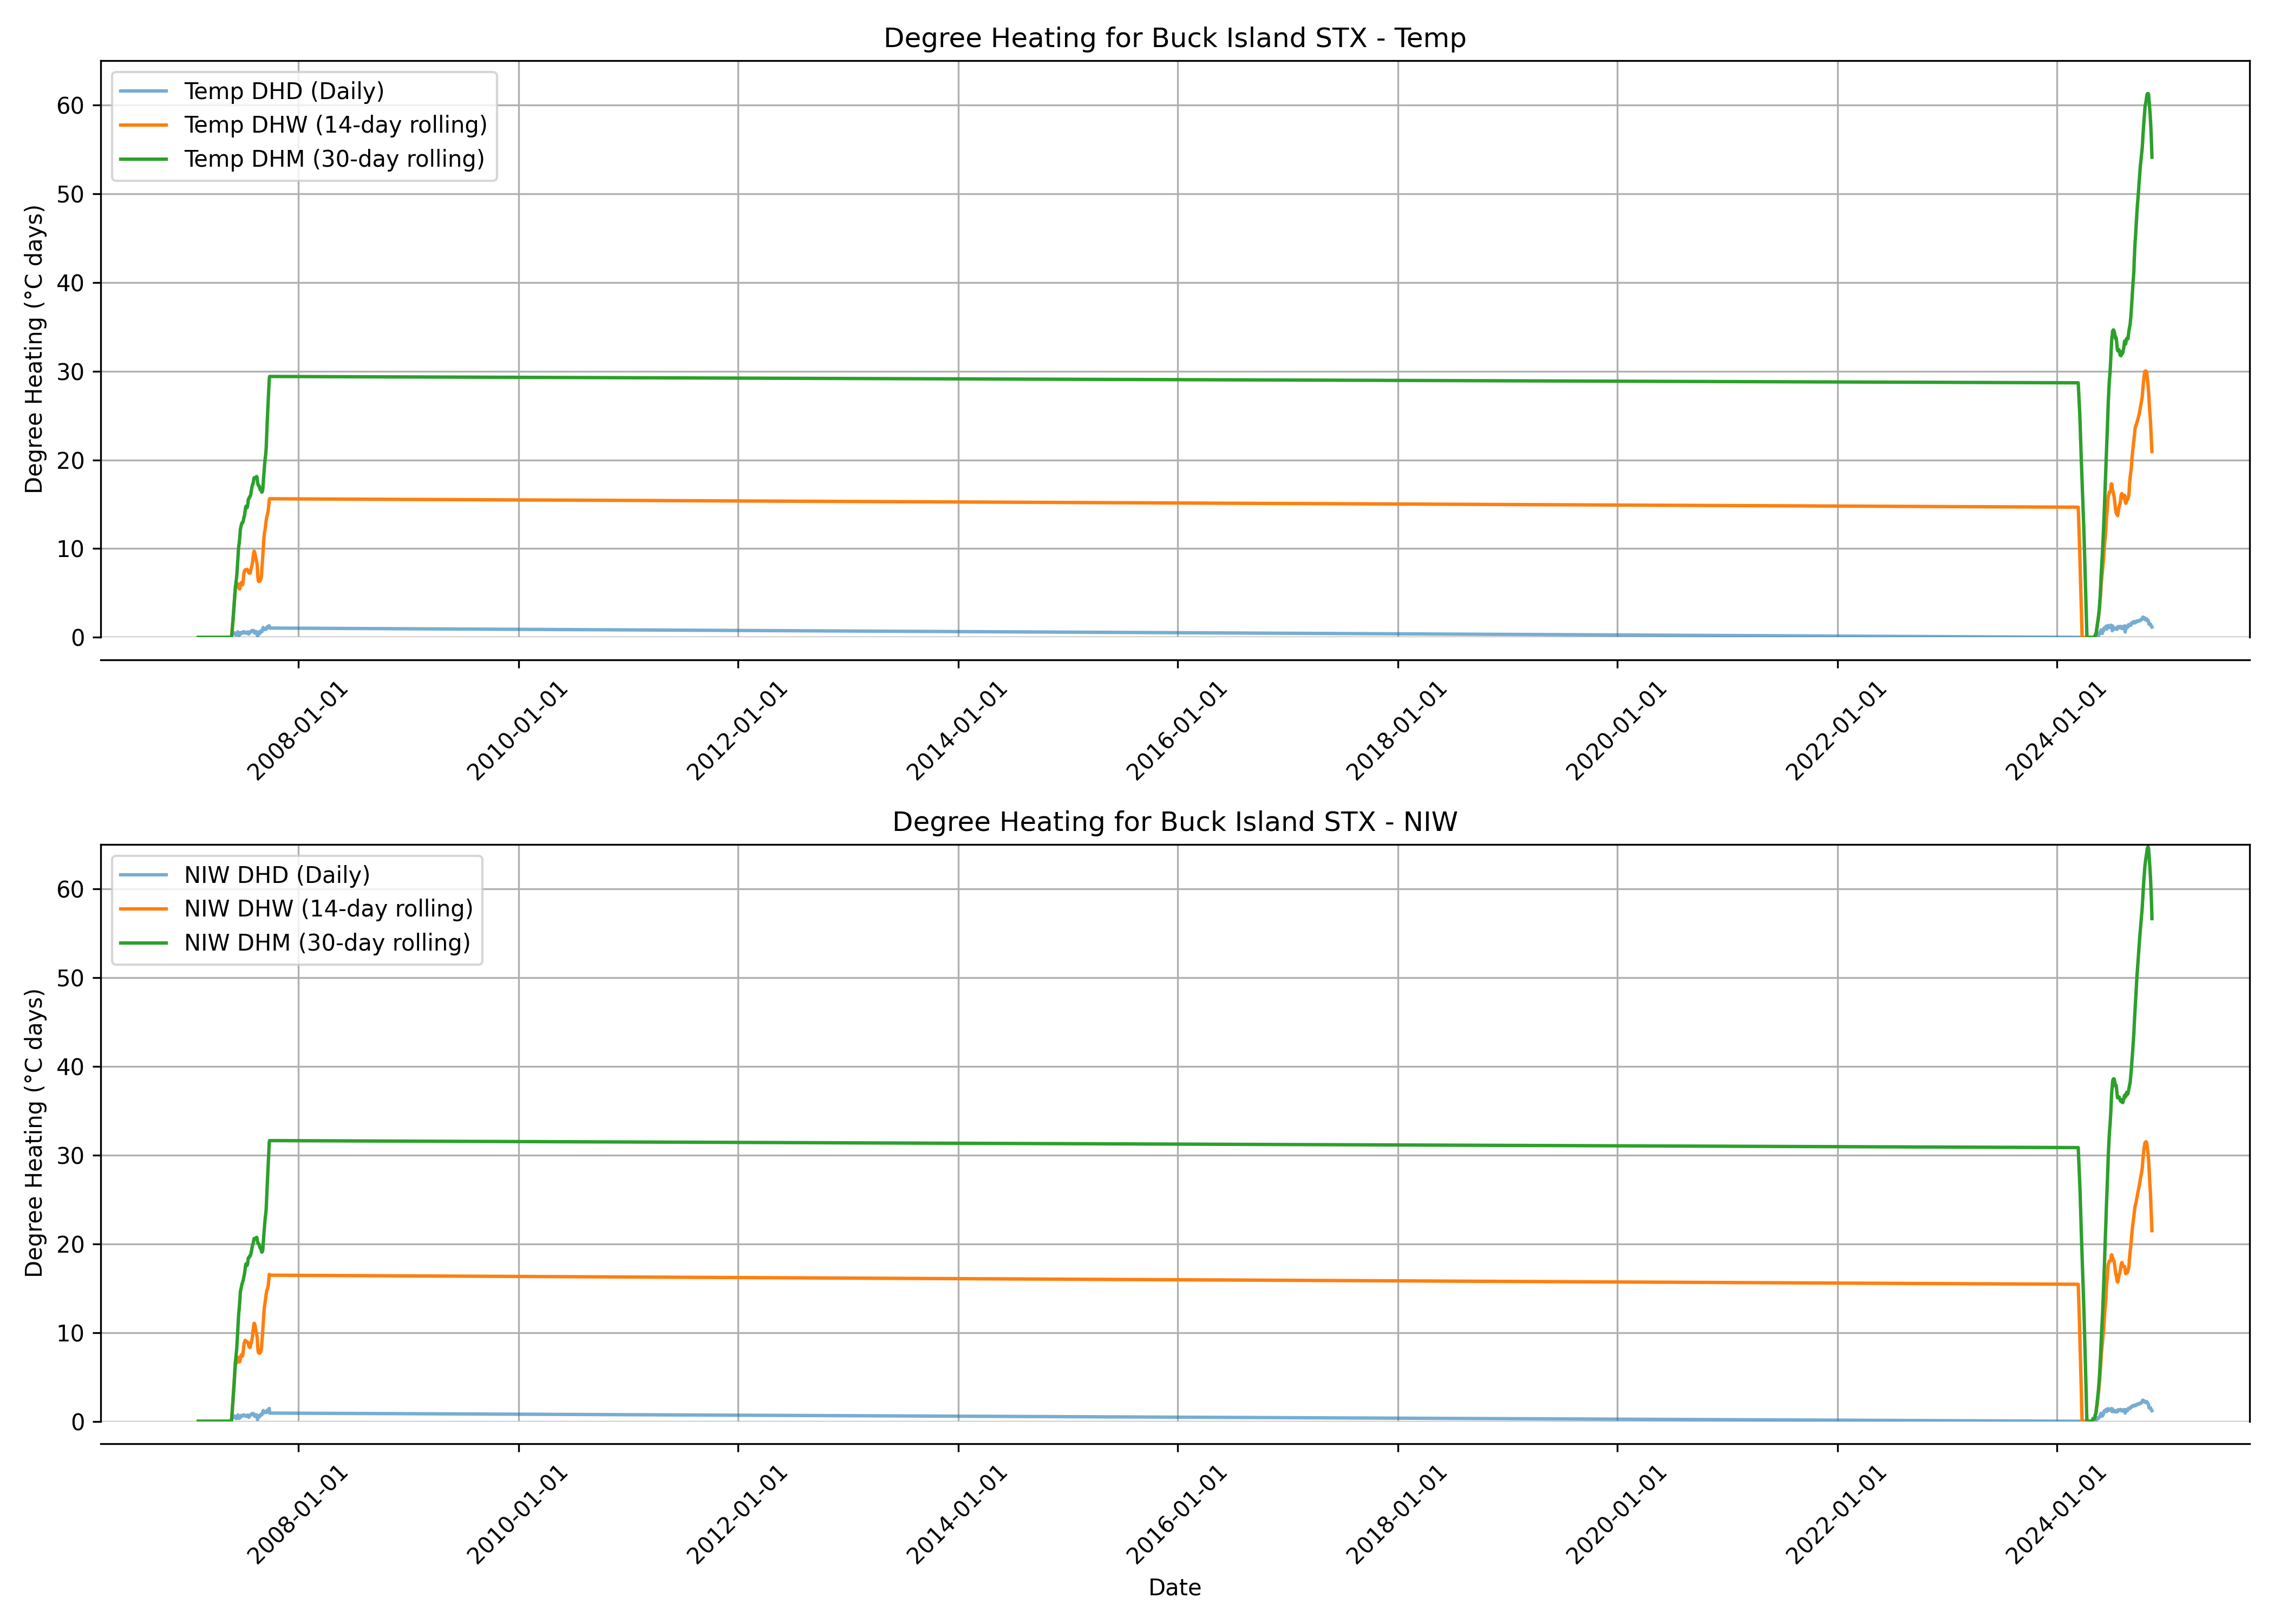 Degree Heating for Buck Island STX - Temp
Temp DHD (Daily)
Temp DHW (14-day rolling)
Temp DHM (30-day rolling)
Degree Heating (°C days)
60
50
40
30
20
10
0
2008-01-01
2010-01-01
2012-01-01
2014-01-01
2016-01-01
2018-01-01
2020-01-01
2022-01-01
2024-01-01
Degree Heating for Buck Island STX - NIW
NIW DHD (Daily)
NIW DHW (14-day rolling)
NIW DHM (30-day rolling)
Degree Heating (°C days)
60
50
40
30
20
10
0
2008-01-01
2010-01-01
2012-01-01
2014-01-01
2016-01-01
2018-01-01
2020-01-01
2022-01-01
2024-01-01
Date